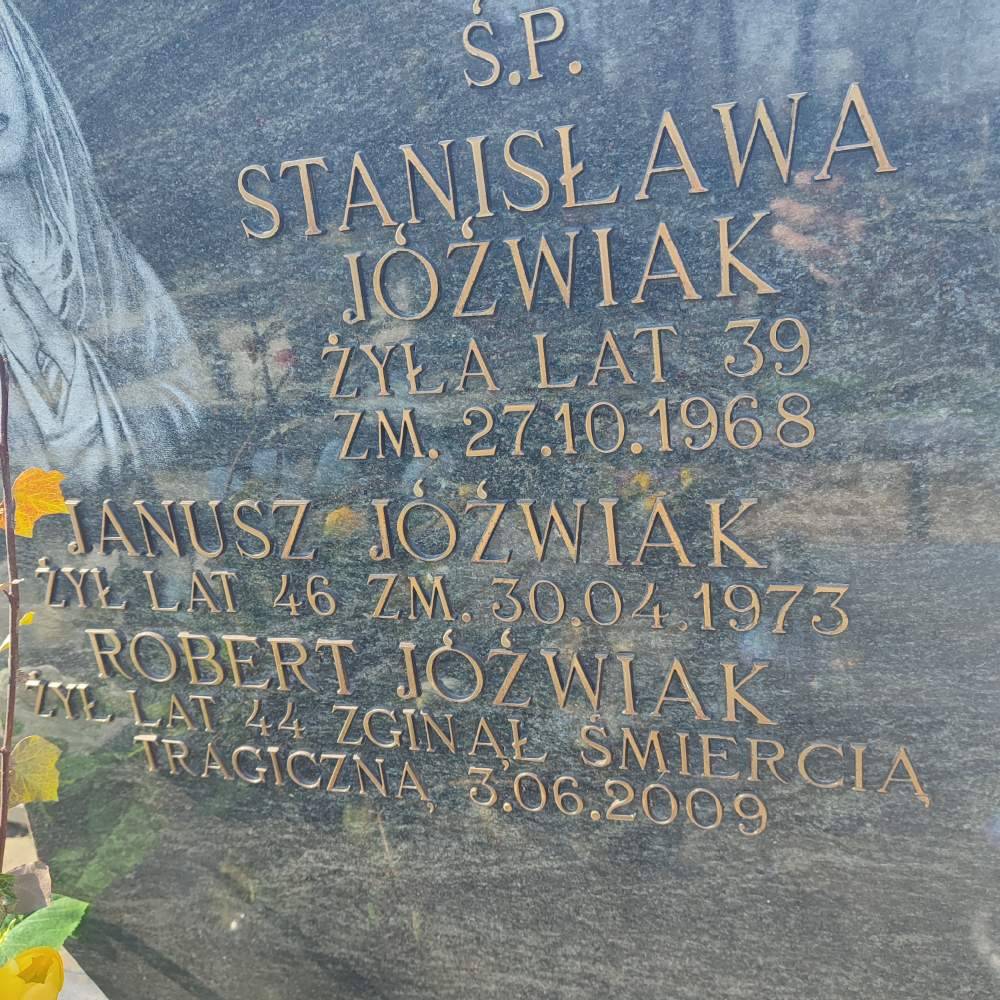 Ś.P.
STANISŁAWA
JÓŹWIAK
ŻYŁA LAT 39
ZM. 27.10.1968
JANUSZ JÓŹWIAK
ŻYŁ LAT 46 ZM. 30.04.1973
ROBERT JÓŹWIAK
ŻYŁ LAT 44 ZGINĄŁ ŚMIERCIĄ
TRAGICZNĄ 3.06.2009